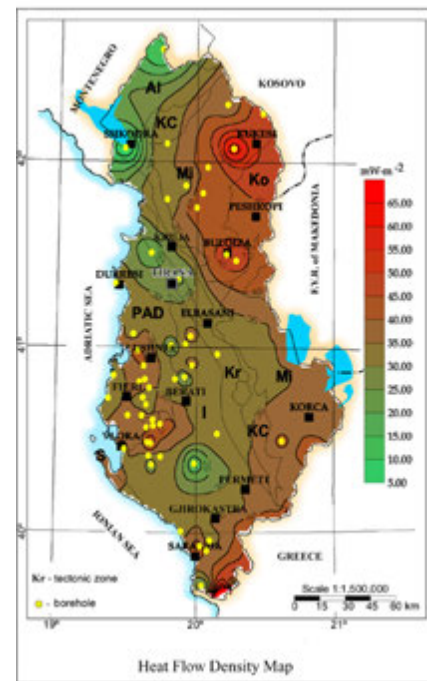 MONTENEGRO
KOSOVO
Al
KC
SHKODRA
KUKESI
42°
Mi
Ko
PESHKOPI
mW·m⁻²
65.00
60.00
55.00
50.00
45.00
40.00
35.00
30.00
25.00
20.00
15.00
10.00
5.00
F.Y.R. of MAKEDONIA
BULQIZA
DURRESI
TIRANA
ADRIATIC SEA
PAD
ELBASANI
41°
Kr
Mi
FIERI
BERATI
I
KORCA
KC
VLORA
S
PERMETI
GJIROKASTRA
40°
IONIAN SEA
GREECE
Kr - tectonic zone
- borehole
Scale 1:1,500,000
0 15 30 45 60 km
19°
20°
21°
Heat Flow Density Map